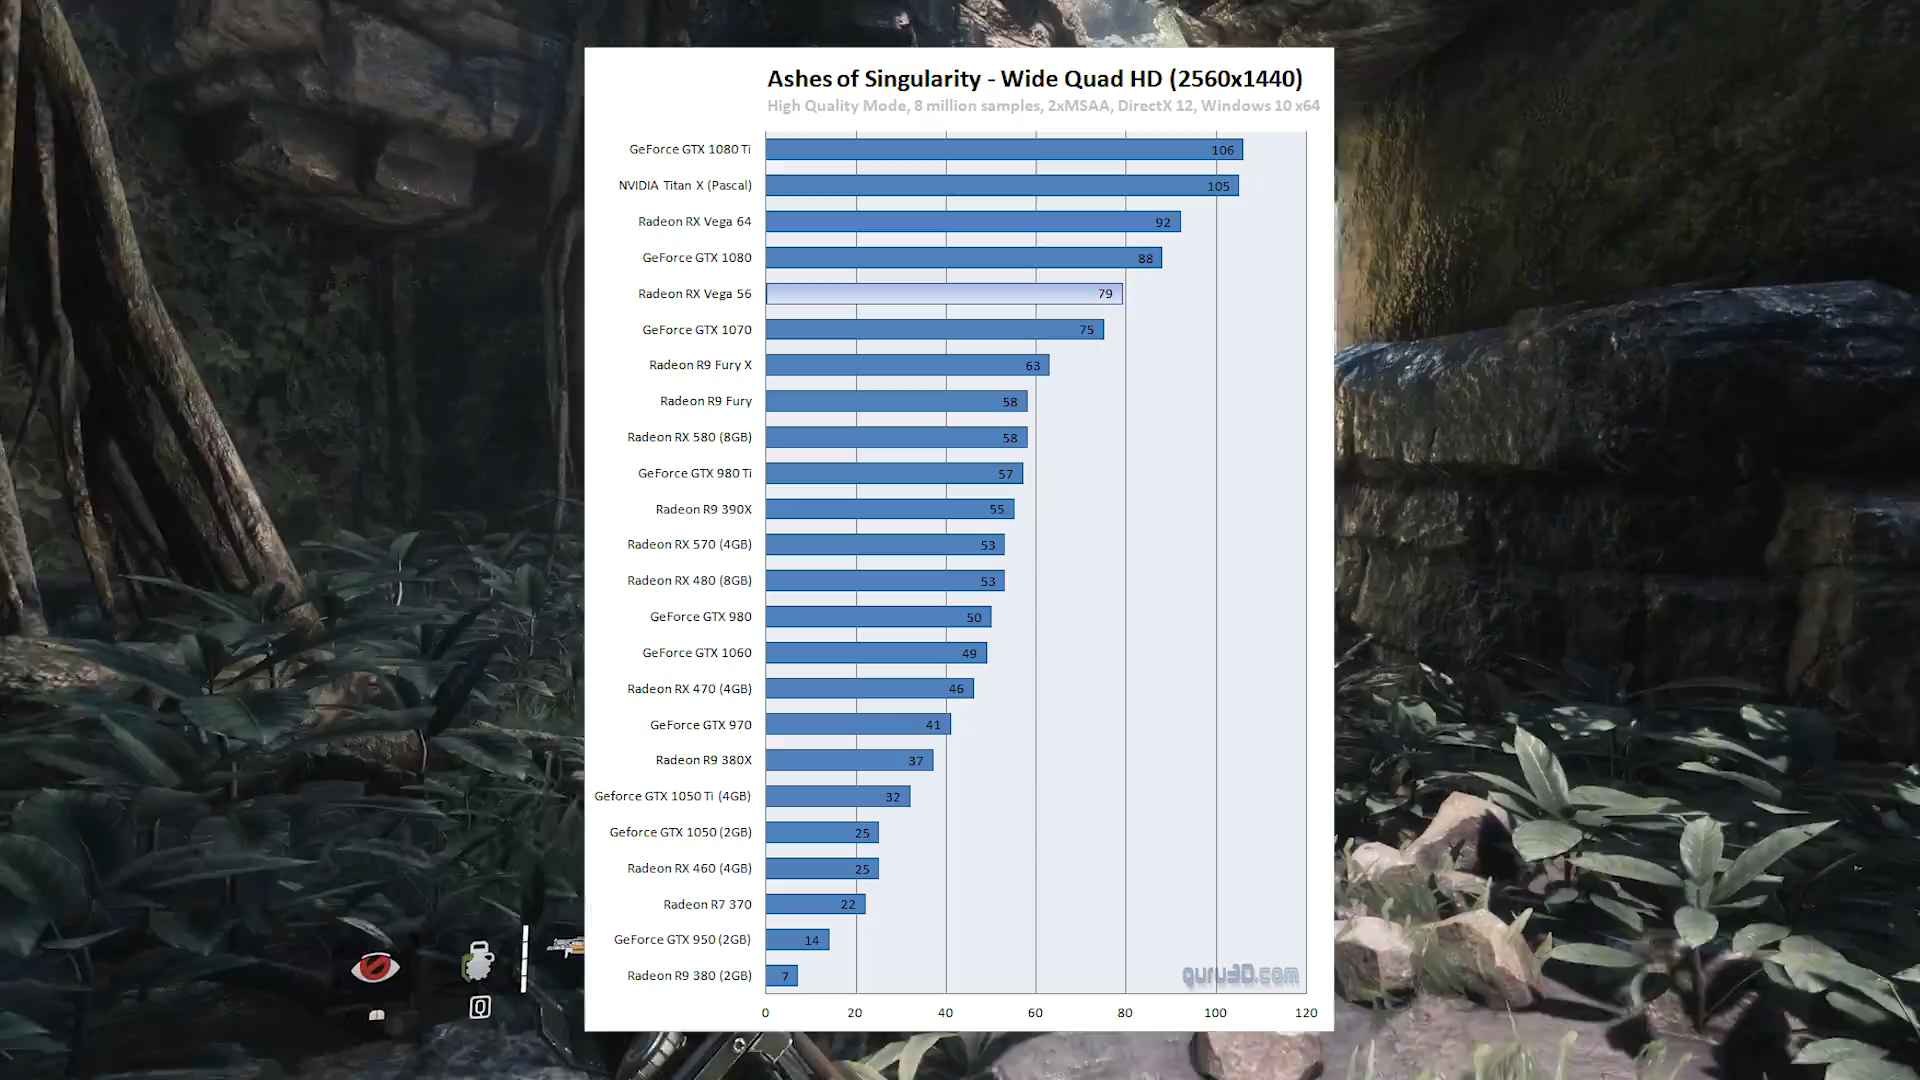 Ashes of Singularity - Wide Quad HD (2560x1440)
High Quality Mode, 8 million samples, 2xMSAA, DirectX 12, Windows 10 x64
GeForce GTX 1080 Ti 106
NVIDIA Titan X (Pascal) 105
Radeon RX Vega 64 92
GeForce GTX 1080 88
Radeon RX Vega 56 79
GeForce GTX 1070 75
Radeon R9 Fury X 63
Radeon R9 Fury 58
Radeon RX 580 (8GB) 58
GeForce GTX 980 Ti 57
Radeon R9 390X 55
Radeon RX 570 (4GB) 53
Radeon RX 480 (8GB) 53
GeForce GTX 980 50
GeForce GTX 1060 49
Radeon RX 470 (4GB) 46
GeForce GTX 970 41
Radeon R9 380X 37
Geforce GTX 1050 Ti (4GB) 32
Geforce GTX 1050 (2GB) 25
Radeon RX 460 (4GB) 25
Radeon R7 370 22
GeForce GTX 950 (2GB) 14
Radeon R9 380 (2GB) 7
guru3D.com
0 20 40 60 80 100 120
Q